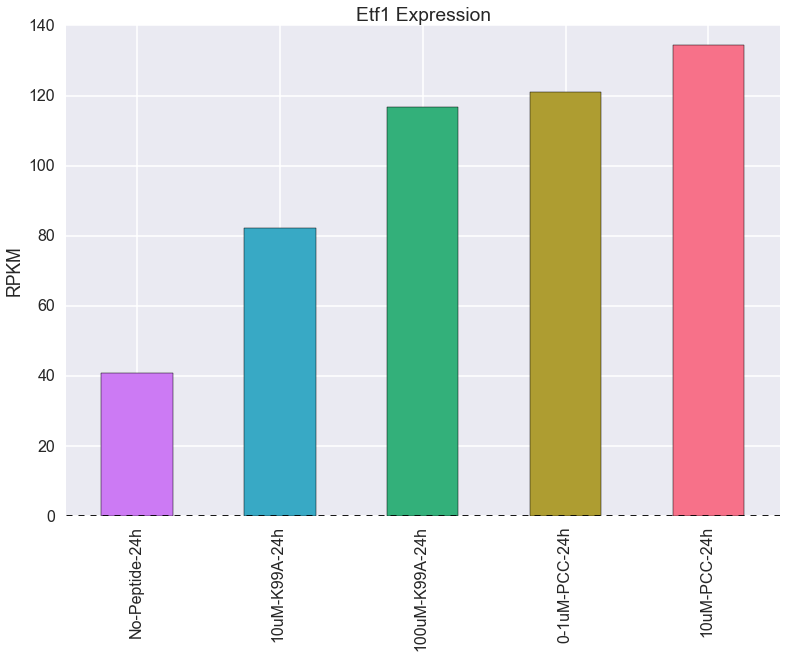 Etf1 Expression
RPKM
140
120
100
80
60
40
20
0
No-Peptide-24h
10uM-K99A-24h
100uM-K99A-24h
0-1uM-PCC-24h
10uM-PCC-24h